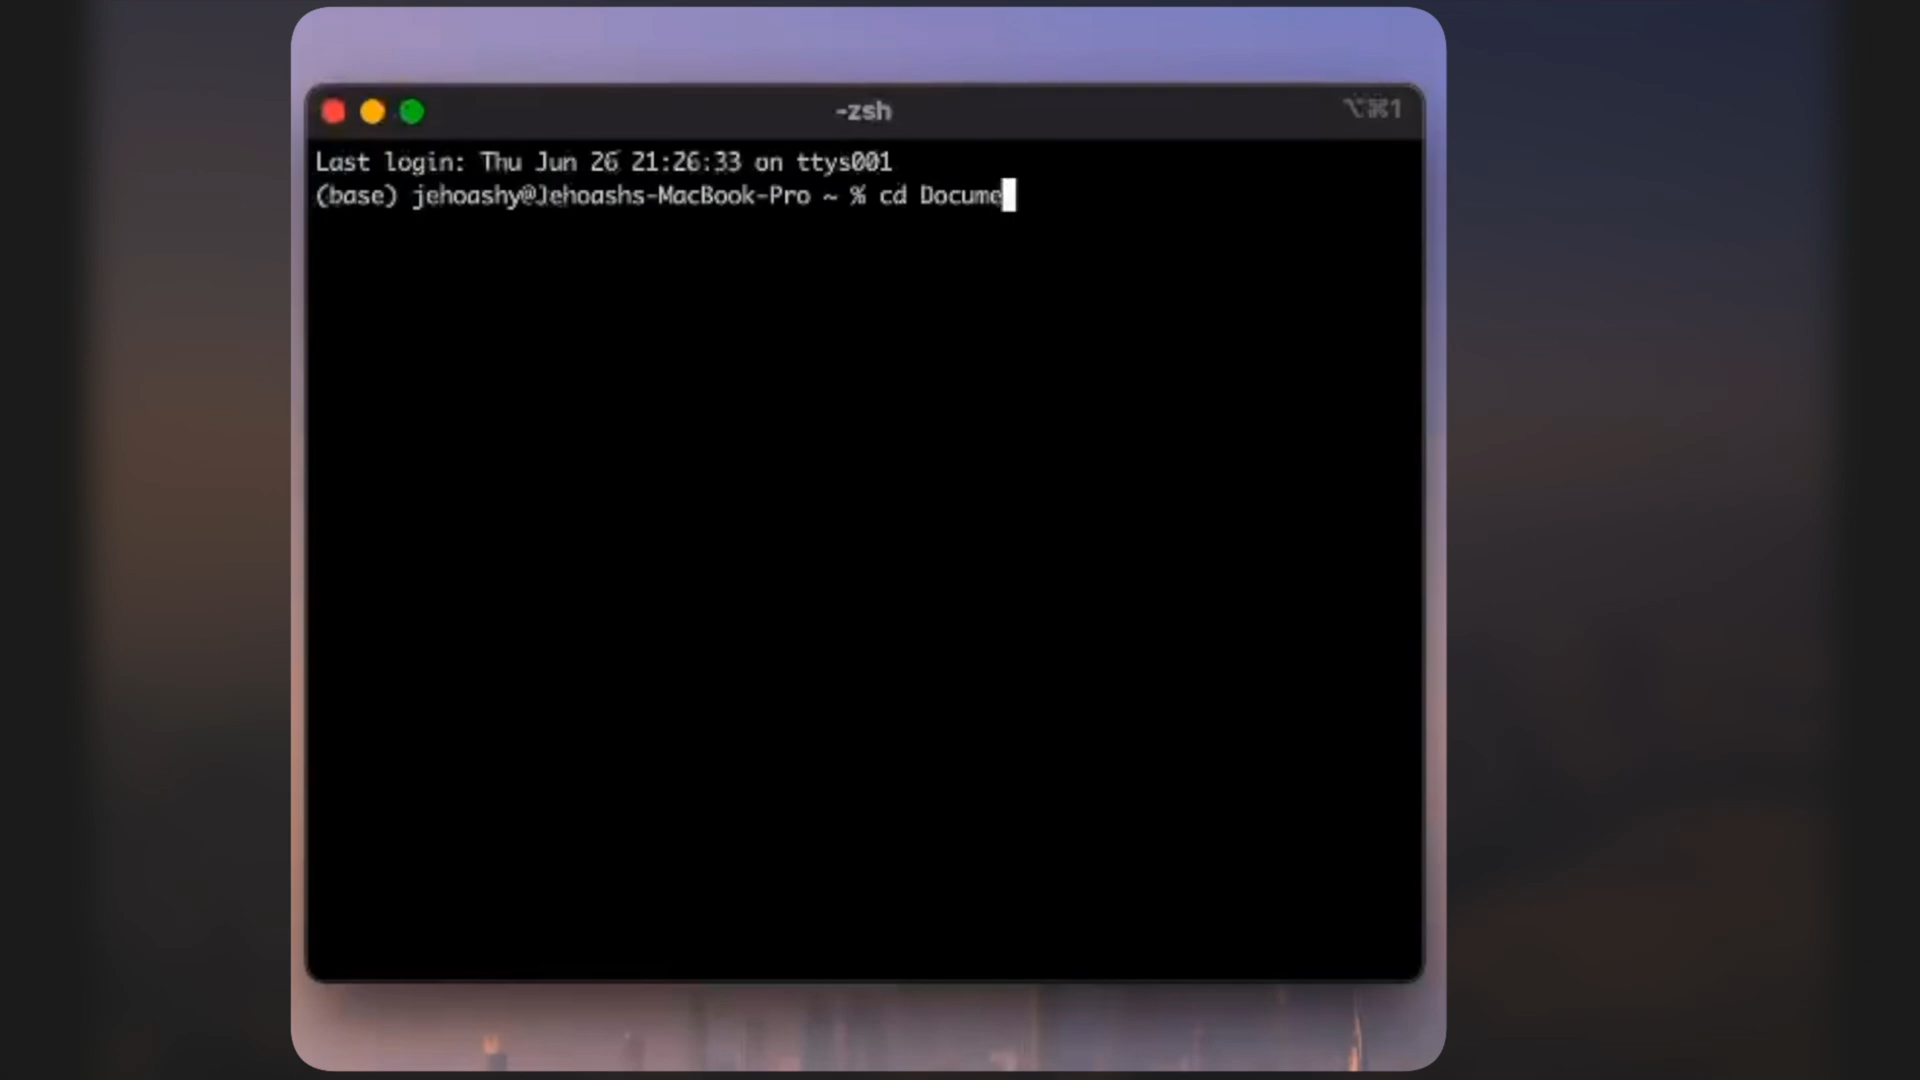 -zsh
⌥⌘1
Last login: Thu Jun 26 21:26:33 on ttys001
(base) jehoashy@Jehoashs-MacBook-Pro ~ % cd Docume